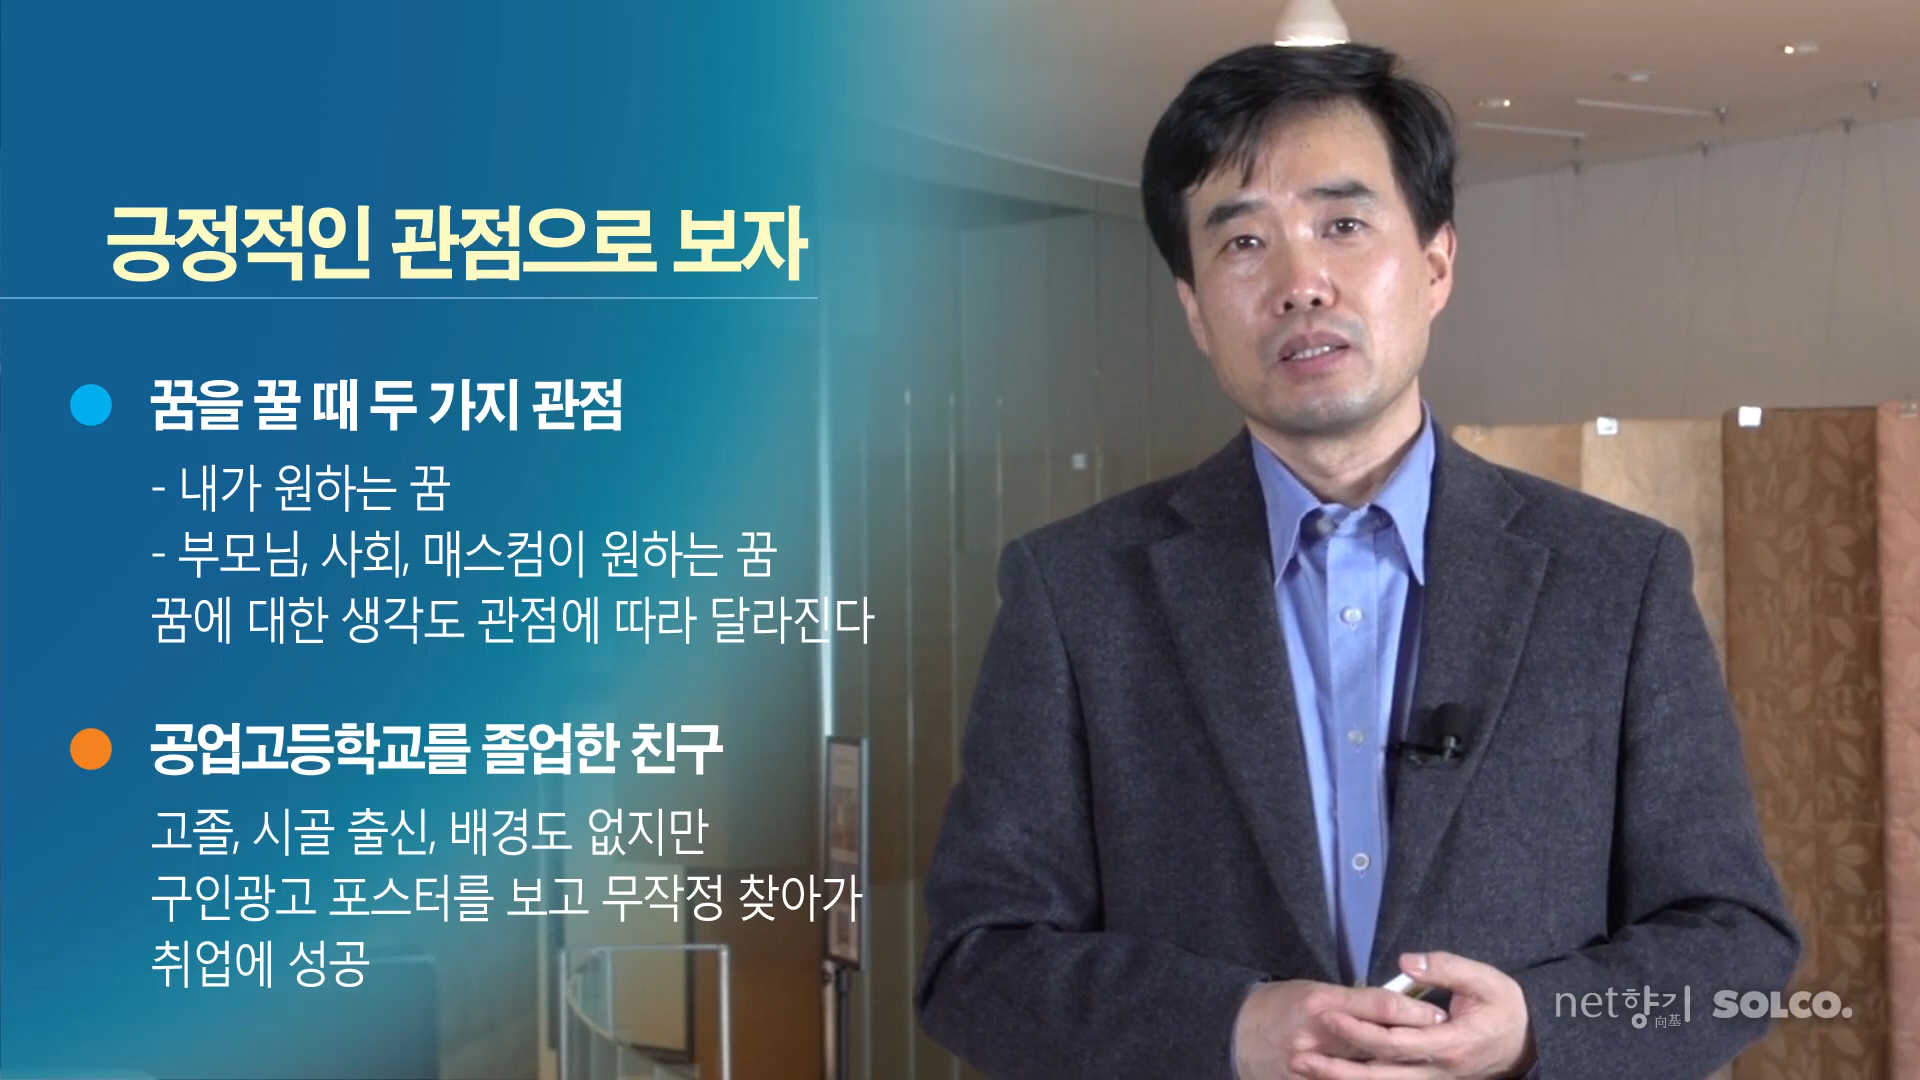 긍정적인 관점으로 보자
꿈을 꿀 때 두 가지 관점
- 내가 원하는 꿈
- 부모님, 사회, 매스컴이 원하는 꿈
꿈에 대한 생각도 관점에 따라 달라진다
공업고등학교를 졸업한 친구
고졸, 시골 출신, 배경도 없지만
구인광고 포스터를 보고 무작정 찾아가
취업에 성공
net향기 SOLCO.
向基